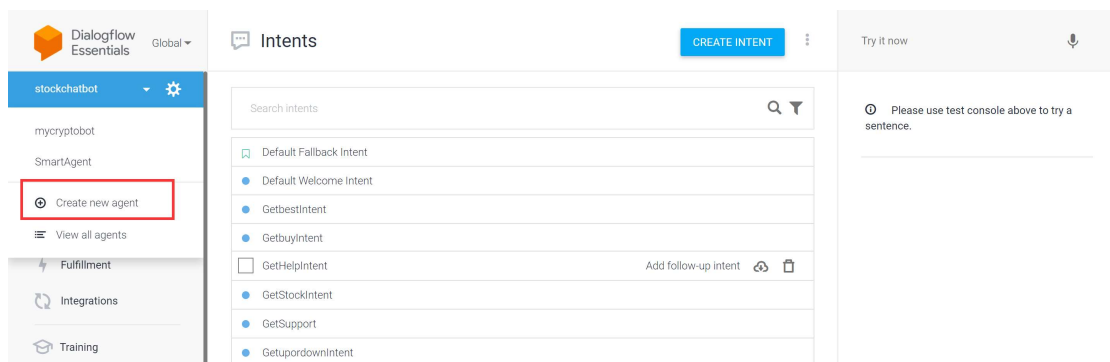 Dialogflow
Essentials
Global
Intents
CREATE INTENT
Try it now
stockchatbot
Search intents
Please use test console above to try a
sentence.
mycryptobot
SmartAgent
Create new agent
View all agents
Fulfillment
Integrations
Training
Default Fallback Intent
Default Welcome Intent
GetbestIntent
GetbuyIntent
GetHelpIntent
Add follow-up intent
GetStockIntent
GetSupport
GetupordownIntent